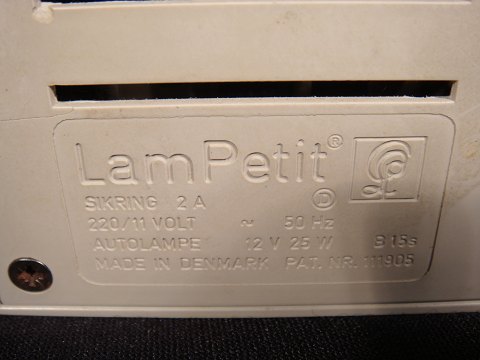 LamPetit®
SIKRING 2 A
220/11 VOLT ~ 50 Hz
AUTOLAMPE 12 V 25 W B15s
MADE IN DENMARK PAT. NR. 111905